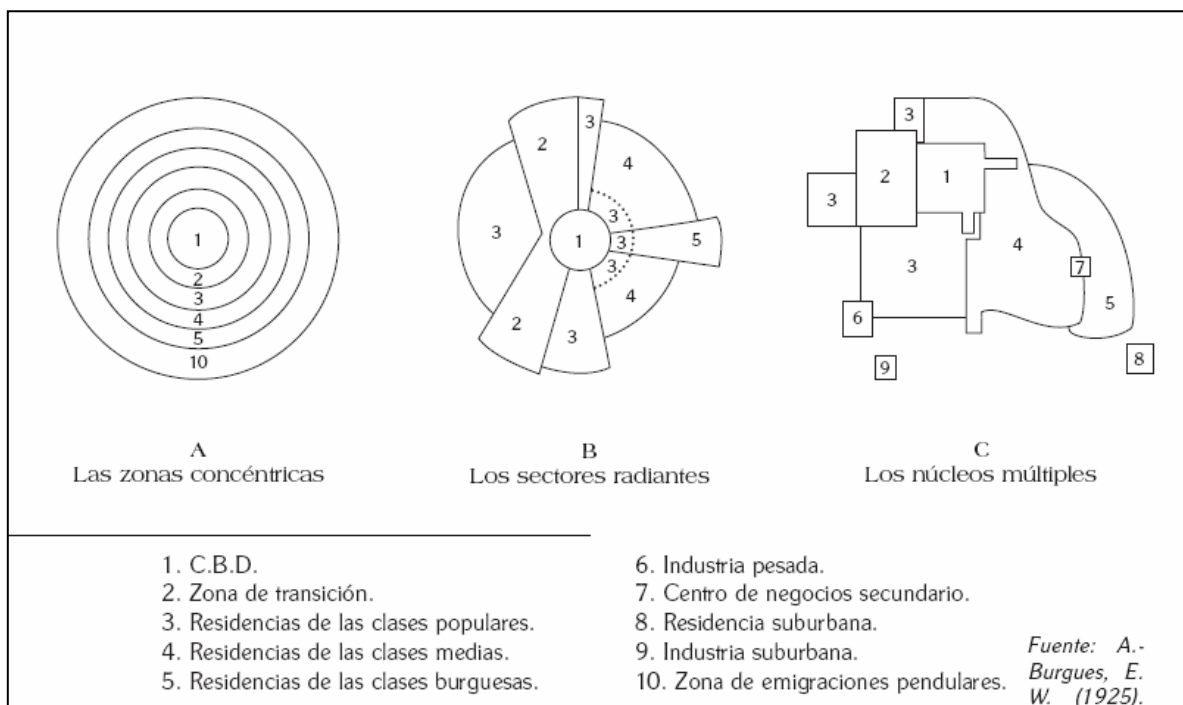 1
2
3
4
5
10
2
3
4
3
1
3
3
3
5
4
2
3
3
3
2
1
3
4
7
5
6
8
9
A
Las zonas concéntricas
B
Los sectores radiantes
C
Los núcleos múltiples
1. C.B.D.
2. Zona de transición.
3. Residencias de las clases populares.
4. Residencias de las clases medias.
5. Residencias de las clases burguesas.
6. Industria pesada.
7. Centro de negocios secundario.
8. Residencia suburbana.
9. Industria suburbana.
10. Zona de emigraciones pendulares.
Fuente: A.-
Burgues, E.
W. (1925).